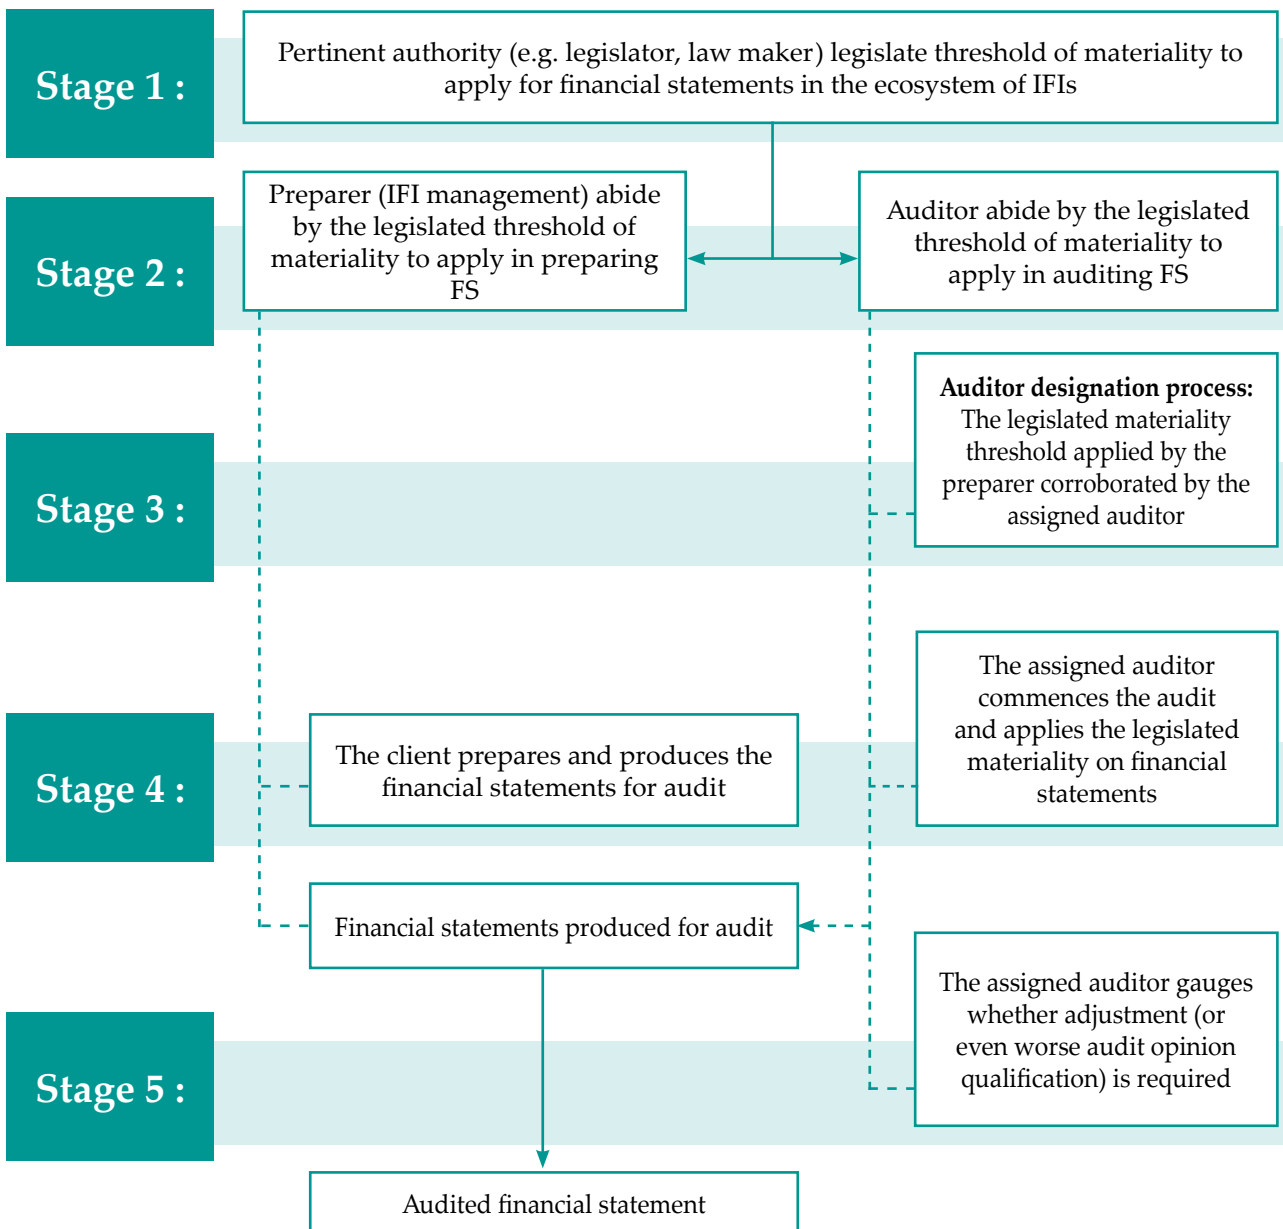 Stage 1 :
Pertinent authority (e.g. legislator, law maker) legislate threshold of materiality to
apply for financial statements in the ecosystem of IFIs
Stage 2 :
Preparer (IFI management) abide
by the legislated threshold of
materiality to apply in preparing
FS
Auditor abide by the legislated
threshold of materiality to
apply in auditing FS
Stage 3 :
Auditor designation process:
The legislated materiality
threshold applied by the
preparer corroborated by the
assigned auditor
Stage 4 :
The client prepares and produces the
financial statements for audit
The assigned auditor
commences the audit
and applies the legislated
materiality on financial
statements
Financial statements produced for audit
Stage 5 :
The assigned auditor gauges
whether adjustment (or
even worse audit opinion
qualification) is required
Audited financial statement